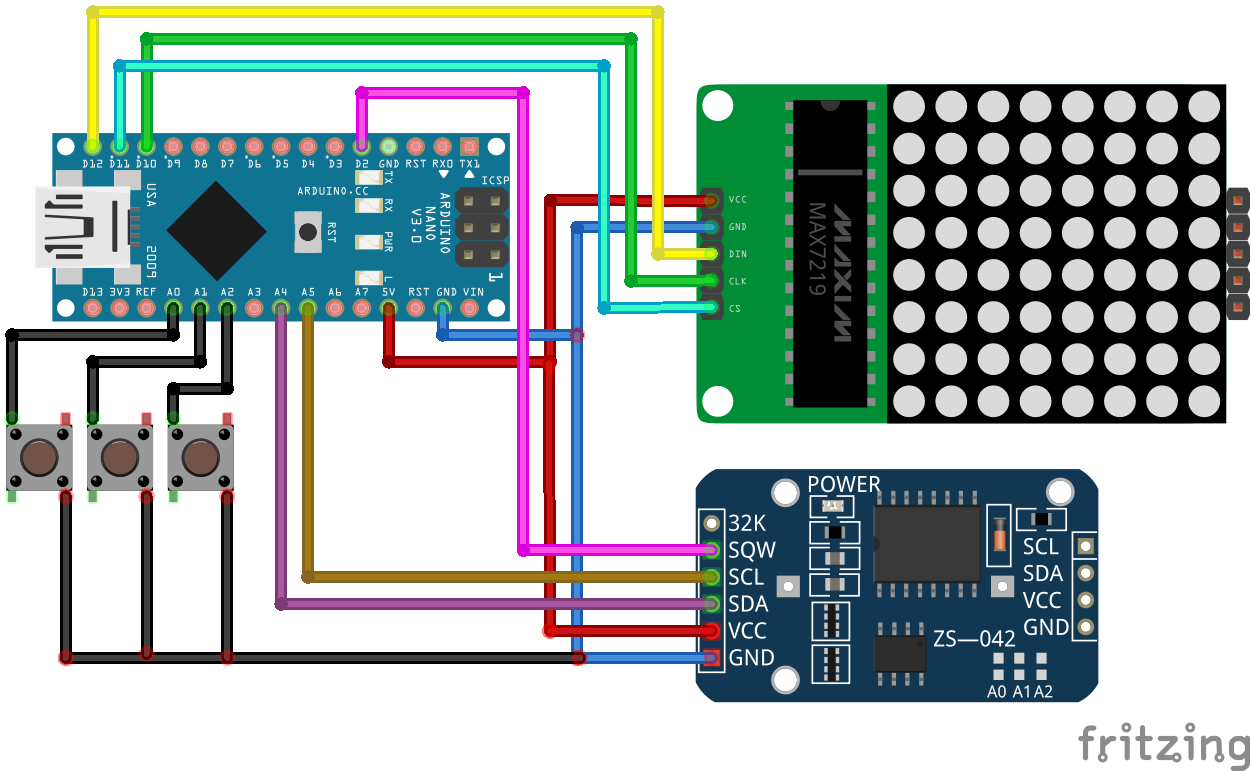 D12 D11 D10 D9 D8 D7 D6 D5 D4 D3 D2 GND RST RX0 TX1
TX
RX
PWR
L
ARDUINO.CC
RST
ARDUINO
NANO
V3.0
ICSP
1
USA
2009
D13 3V3 REF A0 A1 A2 A3 A4 A5 A6 A7 5V RST GND VIN
VCC
GND
DIN
CLK
CS
MAXIM
MAX7219
POWER
32K
SQW
SCL
SDA
VCC
GND
SCL
SDA
VCC
GND
ZS—042
A0 A1 A2
fritzing